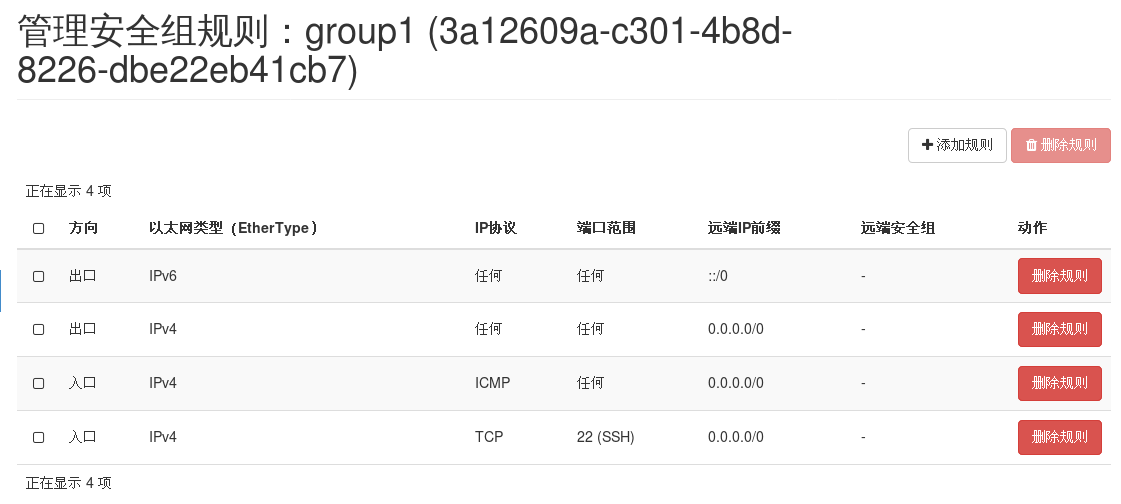 管理安全组规则：group1 (3a12609a-c301-4b8d-
8226-dbe22eb41cb7)
添加规则 删除规则
正在显示 4 项
方向 以太网类型（EtherType） IP协议 端口范围 远端IP前缀 远端安全组 动作
出口 IPv6 任何 任何 ::/0 - 删除规则
出口 IPv4 任何 任何 0.0.0.0/0 - 删除规则
入口 IPv4 ICMP 任何 0.0.0.0/0 - 删除规则
入口 IPv4 TCP 22 (SSH) 0.0.0.0/0 - 删除规则
正在显示 4 项